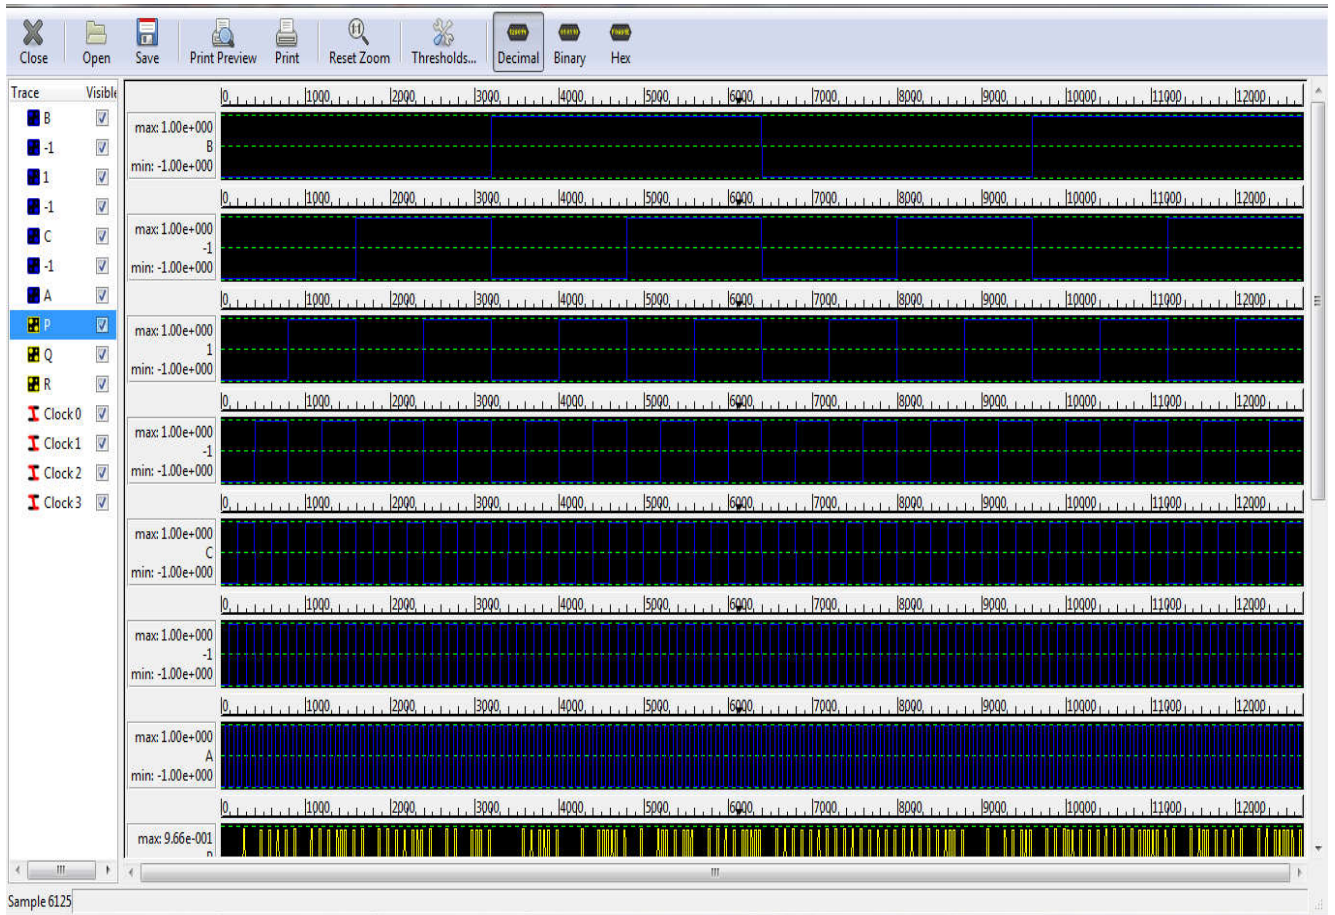 Close Open Save Print Preview Print Reset Zoom Thresholds... Decimal Binary Hex
Trace Visible
B
-1
1
-1
C
-1
A
P
Q
R
Clock 0
Clock 1
Clock 2
Clock 3
0 1000 2000 3000 4000 5000 6000 7000 8000 9000 10000 11000 12000
max: 1.00e+000
B
min: -1.00e+000
0 1000 2000 3000 4000 5000 6000 7000 8000 9000 10000 11000 12000
max: 1.00e+000
-1
min: -1.00e+000
0 1000 2000 3000 4000 5000 6000 7000 8000 9000 10000 11000 12000
max: 1.00e+000
1
min: -1.00e+000
0 1000 2000 3000 4000 5000 6000 7000 8000 9000 10000 11000 12000
max: 1.00e+000
-1
min: -1.00e+000
0 1000 2000 3000 4000 5000 6000 7000 8000 9000 10000 11000 12000
max: 1.00e+000
C
min: -1.00e+000
0 1000 2000 3000 4000 5000 6000 7000 8000 9000 10000 11000 12000
max: 1.00e+000
-1
min: -1.00e+000
0 1000 2000 3000 4000 5000 6000 7000 8000 9000 10000 11000 12000
max: 1.00e+000
A
min: -1.00e+000
0 1000 2000 3000 4000 5000 6000 7000 8000 9000 10000 11000 12000
max: 9.66e-001
Sample 6125